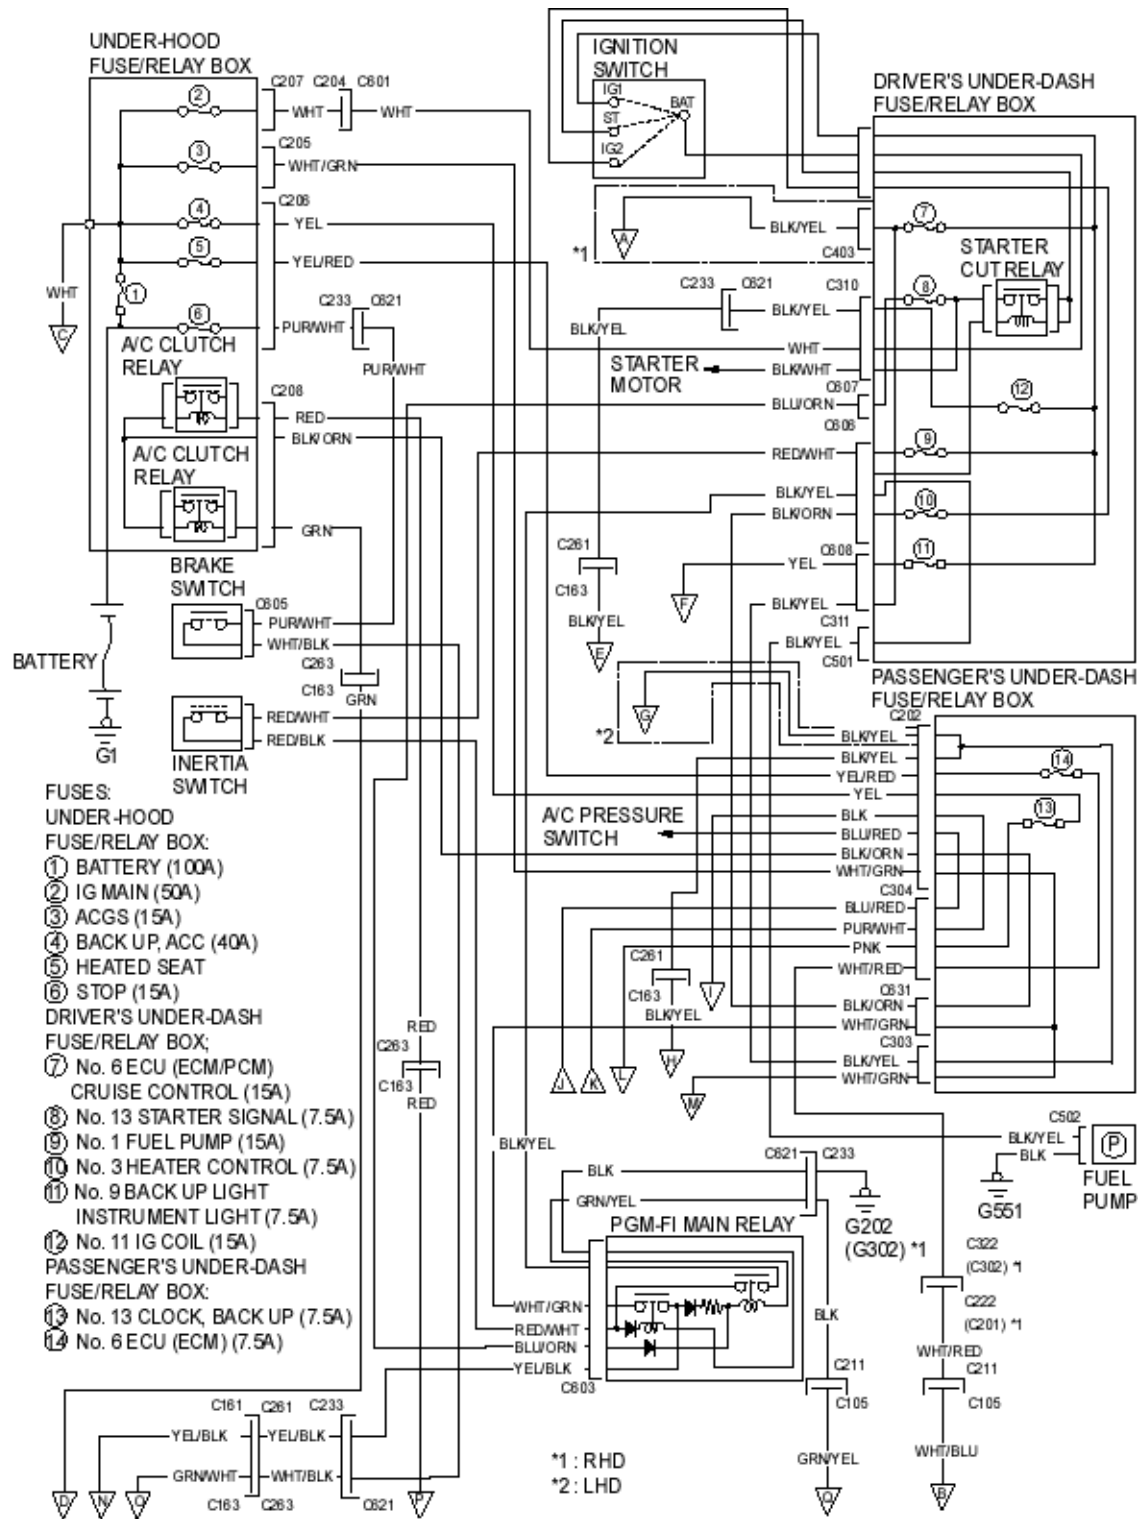 UNDER-HOOD
FUSE/RELAY BOX
C207 C204 C601
2
WHT
WHT
C205
3
WHT/GRN
C206
4
YEL
5
YEL/RED
WHT
C
1
C233 C621
6
PUR/WHT
PUR/WHT
A/C CLUTCH
RELAY
C208
RED
BLK/ORN
A/C CLUTCH
RELAY
GRN
IGNITION
SWITCH
IG1
BAT
ST
IG2
DRIVER'S UNDER-DASH
FUSE/RELAY BOX
A
*1
BLK/YEL
C403
7
STARTER
CUT RELAY
C233 C621
C310
8
BLK/YEL
BLK/YEL
WHT
STARTER
MOTOR
BLK/WHT
C607
12
BLU/ORN
C606
RED/WHT
9
BLK/YEL
BLK/ORN
10
C261
C608
11
YEL
C163
F
BLK/YEL
BLK/YEL
C311
E
BLK/YEL
C501
BRAKE
SWITCH
C605
PUR/WHT
WHT/BLK
BATTERY
C263
C163
GRN
RED/WHT
RED/BLK
G1
INERTIA
SWITCH
PASSENGER'S UNDER-DASH
FUSE/RELAY BOX
C202
G
*2
BLK/YEL
BLK/YEL
14
YEL/RED
YEL
13
A/C PRESSURE
SWITCH
BLK
BLU/RED
BLK/ORN
WHT/GRN
C304
BLU/RED
PUR/WHT
PNK
C261
WHT/RED
C163
I
C631
BLK/YEL
BLK/ORN
WHT/GRN
C303
H
BLK/YEL
J
K
L
WHT/GRN
M
FUSES:
UNDER-HOOD
FUSE/RELAY BOX:
1 BATTERY (100A)
2 IG MAIN (50A)
3 ACGS (15A)
4 BACK UP, ACC (40A)
5 HEATED SEAT
6 STOP (15A)
DRIVER'S UNDER-DASH
FUSE/RELAY BOX;
7 No. 6 ECU (ECM/PCM)
CRUISE CONTROL (15A)
8 No. 13 STARTER SIGNAL (7.5A)
9 No. 1 FUEL PUMP (15A)
10 No. 3 HEATER CONTROL (7.5A)
11 No. 9 BACK UP LIGHT
INSTRUMENT LIGHT (7.5A)
12 No. 11 IG COIL (15A)
PASSENGER'S UNDER-DASH
FUSE/RELAY BOX:
13 No. 13 CLOCK, BACK UP (7.5A)
14 No. 6 ECU (ECM) (7.5A)
RED
C263
C163
RED
BLK/YEL
C502
BLK/YEL
P
BLK
FUEL
PUMP
G551
C621 C233
BLK
GRN/YEL
G202
(G302) *1
PGM-FI MAIN RELAY
C322
(C302) *1
WHT/GRN
RED/WHT
BLU/ORN
YEL/BLK
C603
BLK
C222
(C201) *1
WHT/RED
C211
C105
C211
C105
C161 C261 C233
YEL/BLK
YEL/BLK
GRN/WHT
WHT/BLK
C163 C263
C621
*1 : RHD
*2 : LHD
GRN/YEL
WHT/BLU
D
N
O
P
Q
B